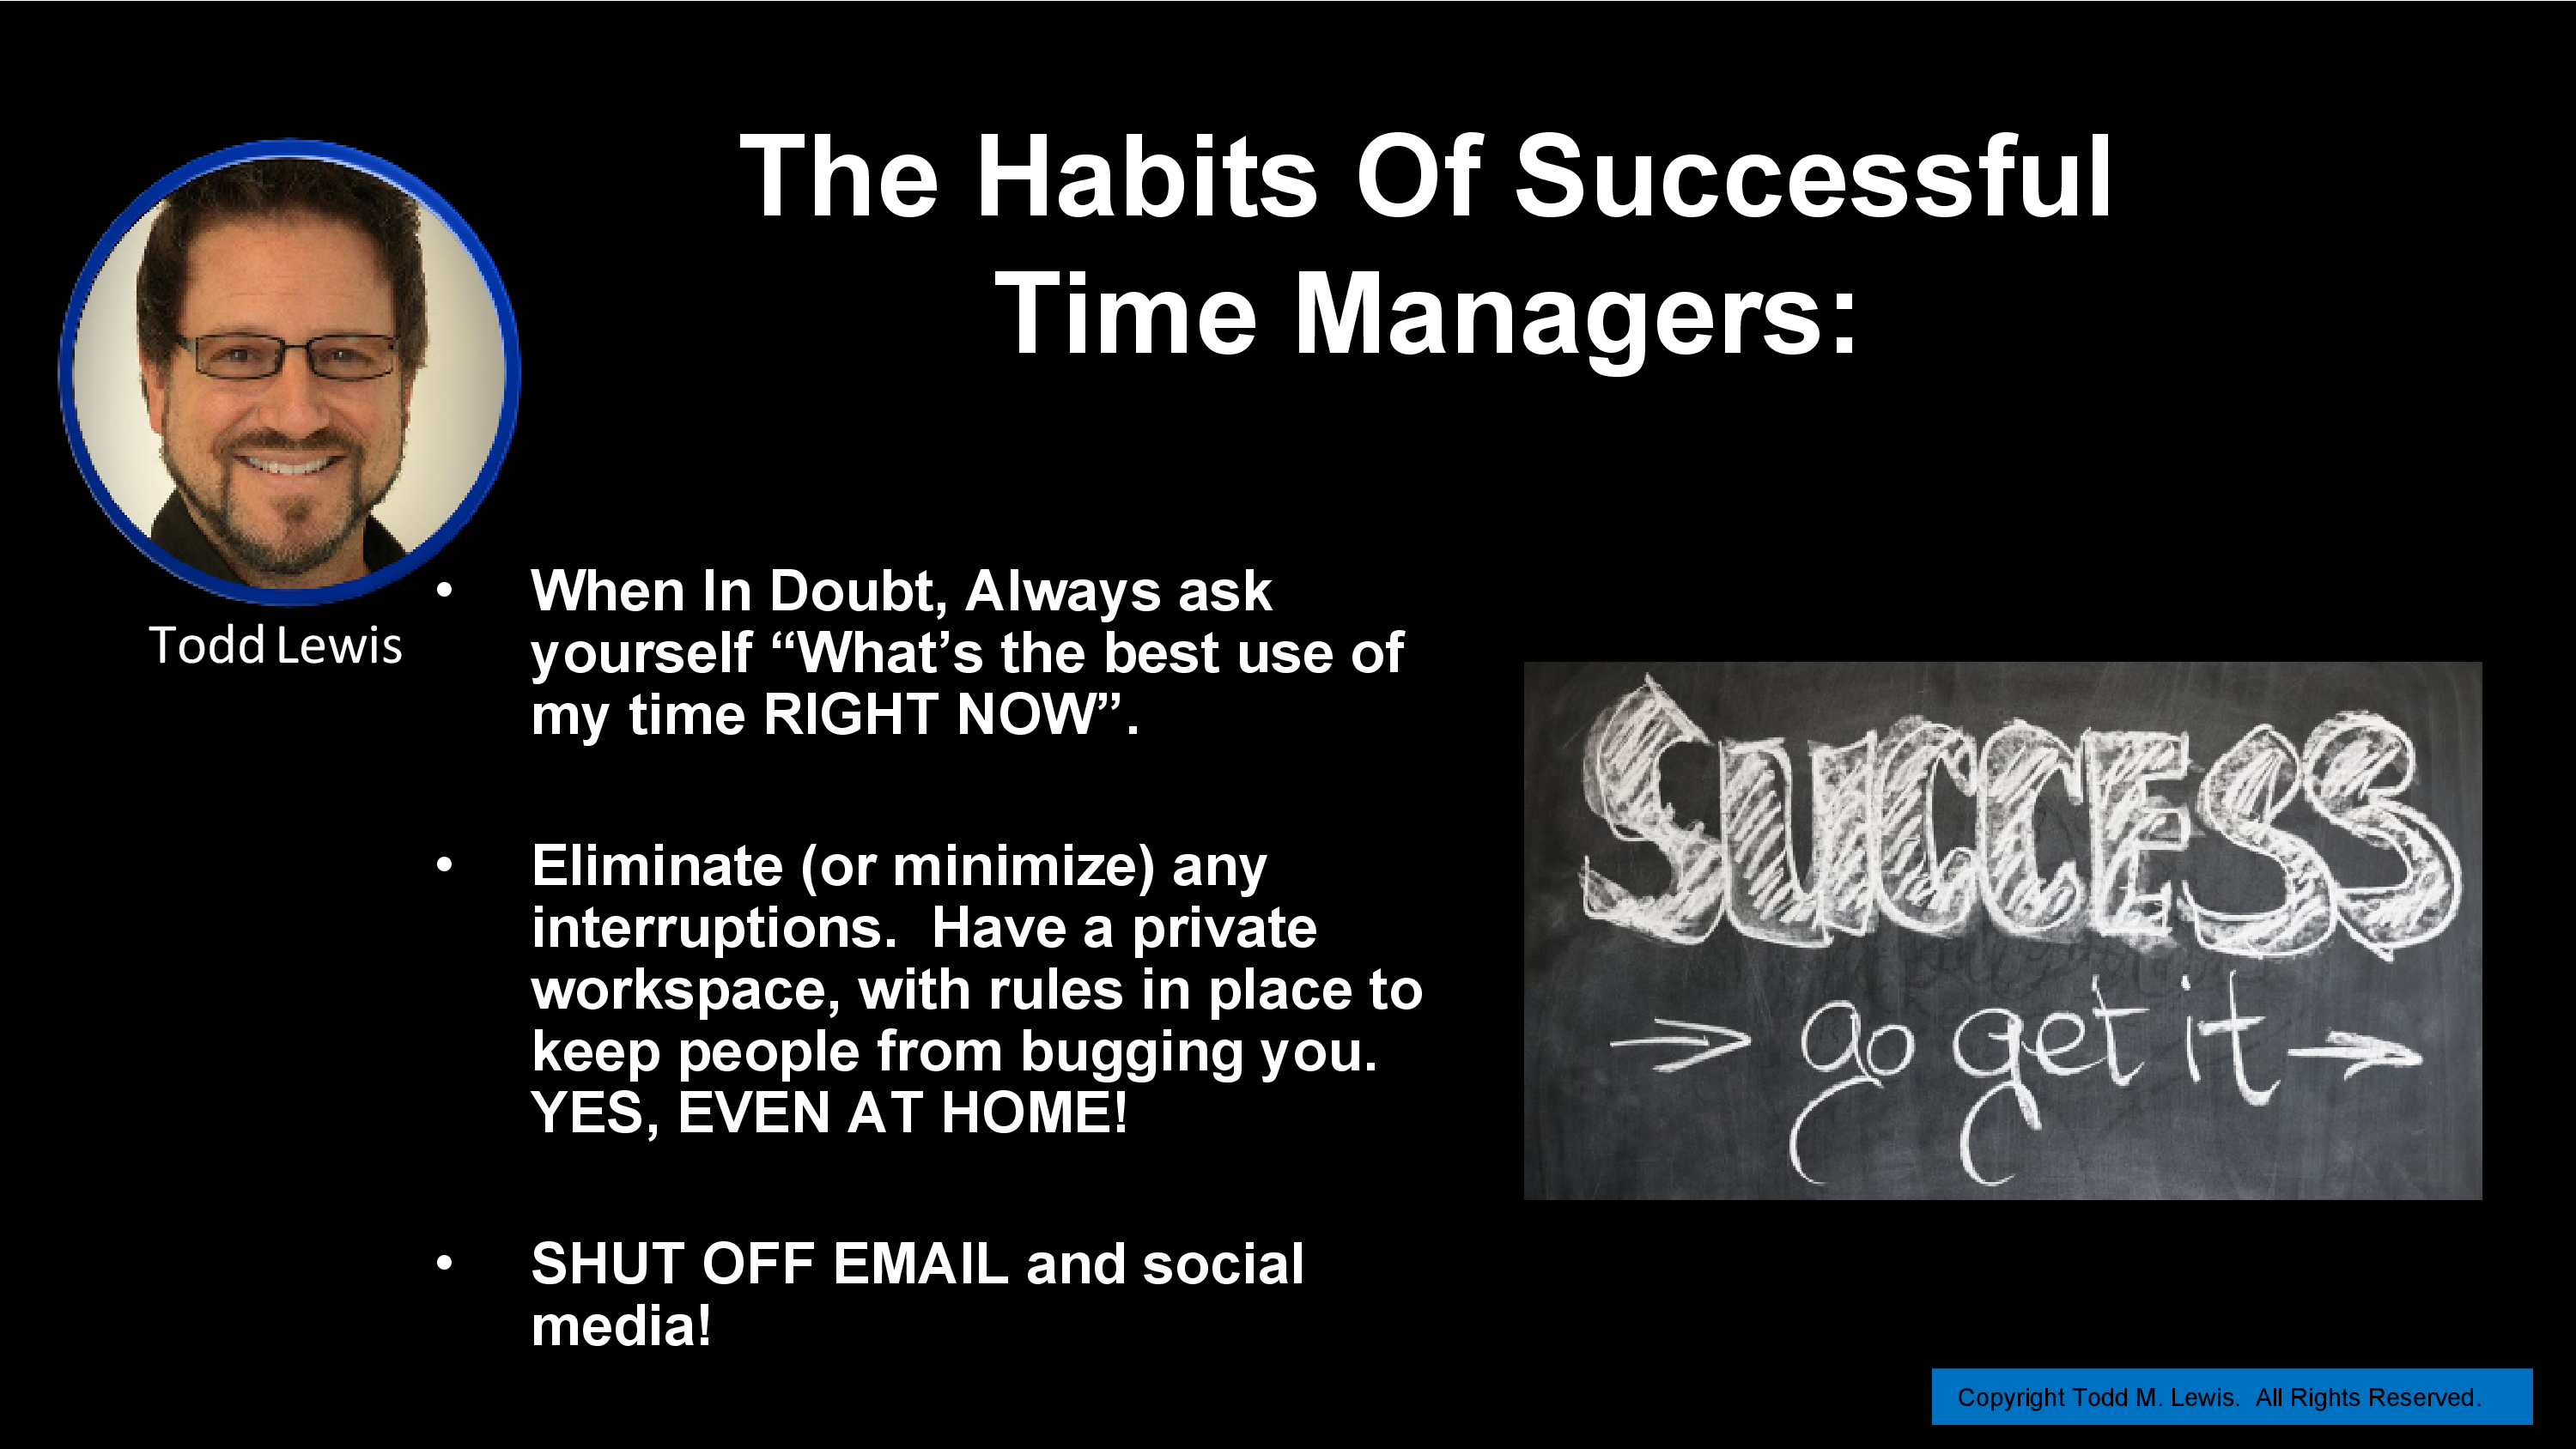 The Habits Of Successful
Time Managers:
Todd Lewis
• When In Doubt, Always ask
yourself “What’s the best use of
my time RIGHT NOW”.
• Eliminate (or minimize) any
interruptions.  Have a private
workspace, with rules in place to
keep people from bugging you.
YES, EVEN AT HOME!
• SHUT OFF EMAIL and social
media!
SUCCESS
→ go get it →
Copyright Todd M. Lewis.  All Rights Reserved.